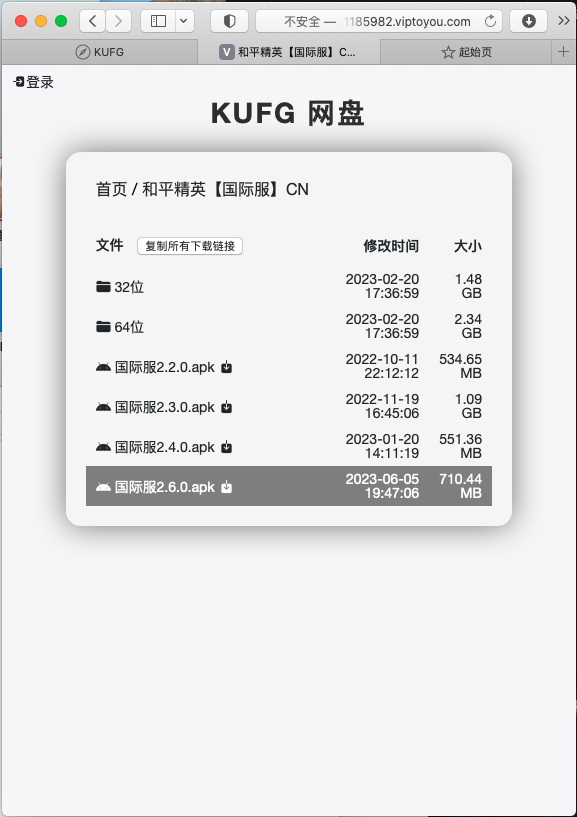 不安全 — 1185982.viptoyou.com
KUFG
V 和平精英【国际服】C...
起始页
登录
KUFG 网盘
首页 / 和平精英【国际服】CN
文件 复制所有下载链接 修改时间 大小
32位 2023-02-20 17:36:59 1.48 GB
64位 2023-02-20 17:36:59 2.34 GB
国际服2.2.0.apk 2022-10-11 22:12:12 534.65 MB
国际服2.3.0.apk 2022-11-19 16:45:06 1.09 GB
国际服2.4.0.apk 2023-01-20 14:11:19 551.36 MB
国际服2.6.0.apk 2023-06-05 19:47:06 710.44 MB